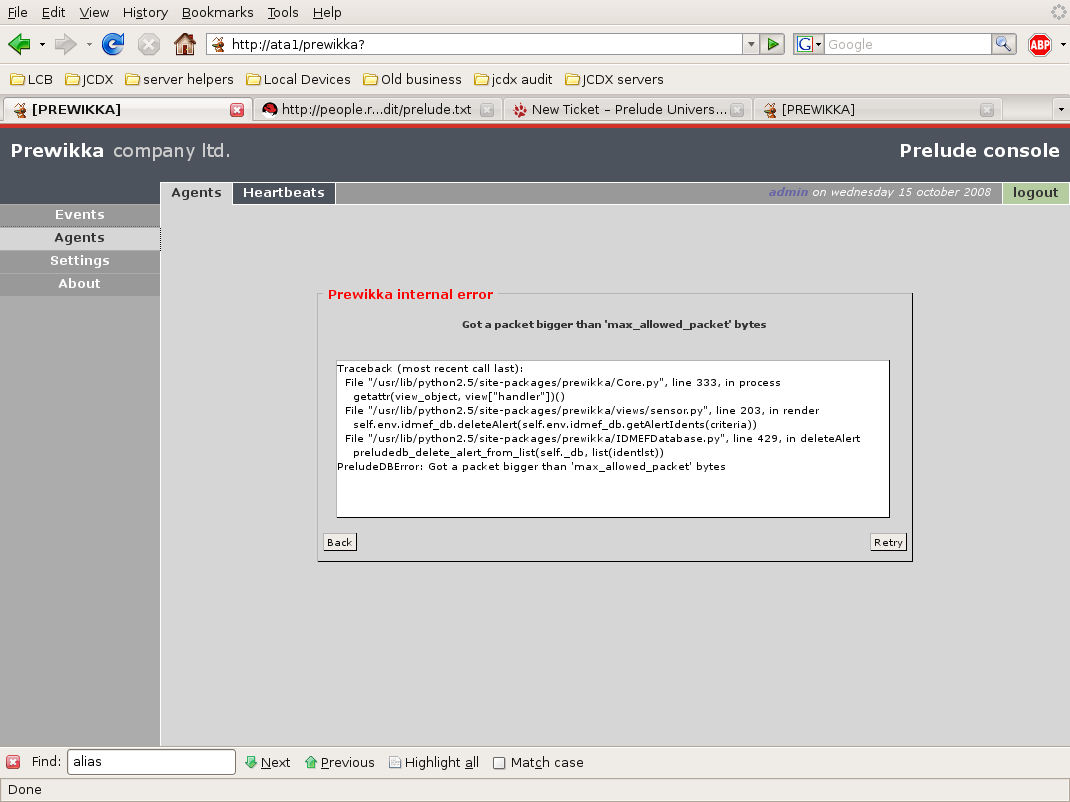 File Edit View History Bookmarks Tools Help
http://ata1/prewikka?
G Google
ABP
LCB JCDX server helpers Local Devices Old business jcdx audit JCDX servers
[PREWIKKA] http://people.r...dit/prelude.txt New Ticket – Prelude Univers... [PREWIKKA]
Prewikka company ltd. Prelude console
Agents Heartbeats admin on wednesday 15 october 2008 logout
Events
Agents
Settings
About
Prewikka internal error
Got a packet bigger than 'max_allowed_packet' bytes
Traceback (most recent call last):
File "/usr/lib/python2.5/site-packages/prewikka/Core.py", line 333, in process
getattr(view_object, view["handler"])()
File "/usr/lib/python2.5/site-packages/prewikka/views/sensor.py", line 203, in render
self.env.idmef_db.deleteAlert(self.env.idmef_db.getAlertIdents(criteria))
File "/usr/lib/python2.5/site-packages/prewikka/IDMEFDatabase.py", line 429, in deleteAlert
preludedb_delete_alert_from_list(self._db, list(identlst))
PreludeDBError: Got a packet bigger than 'max_allowed_packet' bytes
Back Retry
Find: alias Next Previous Highlight all Match case
Done